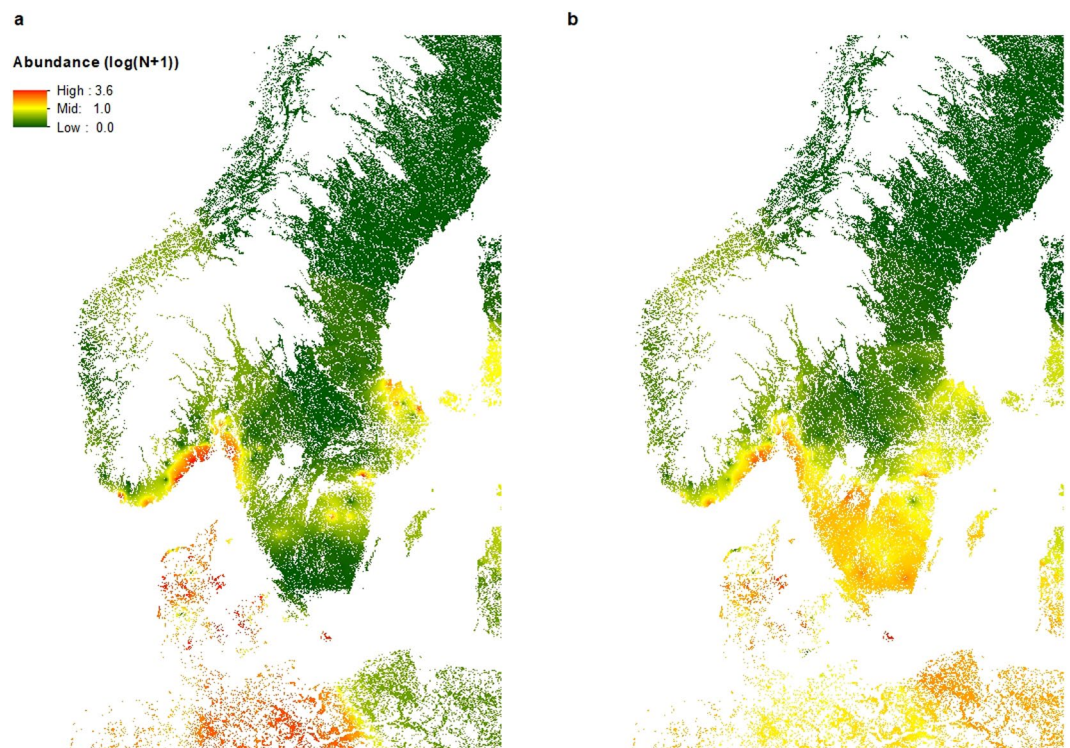 a
b
Abundance (log(N+1))
High : 3.6
Mid: 1.0
Low : 0.0